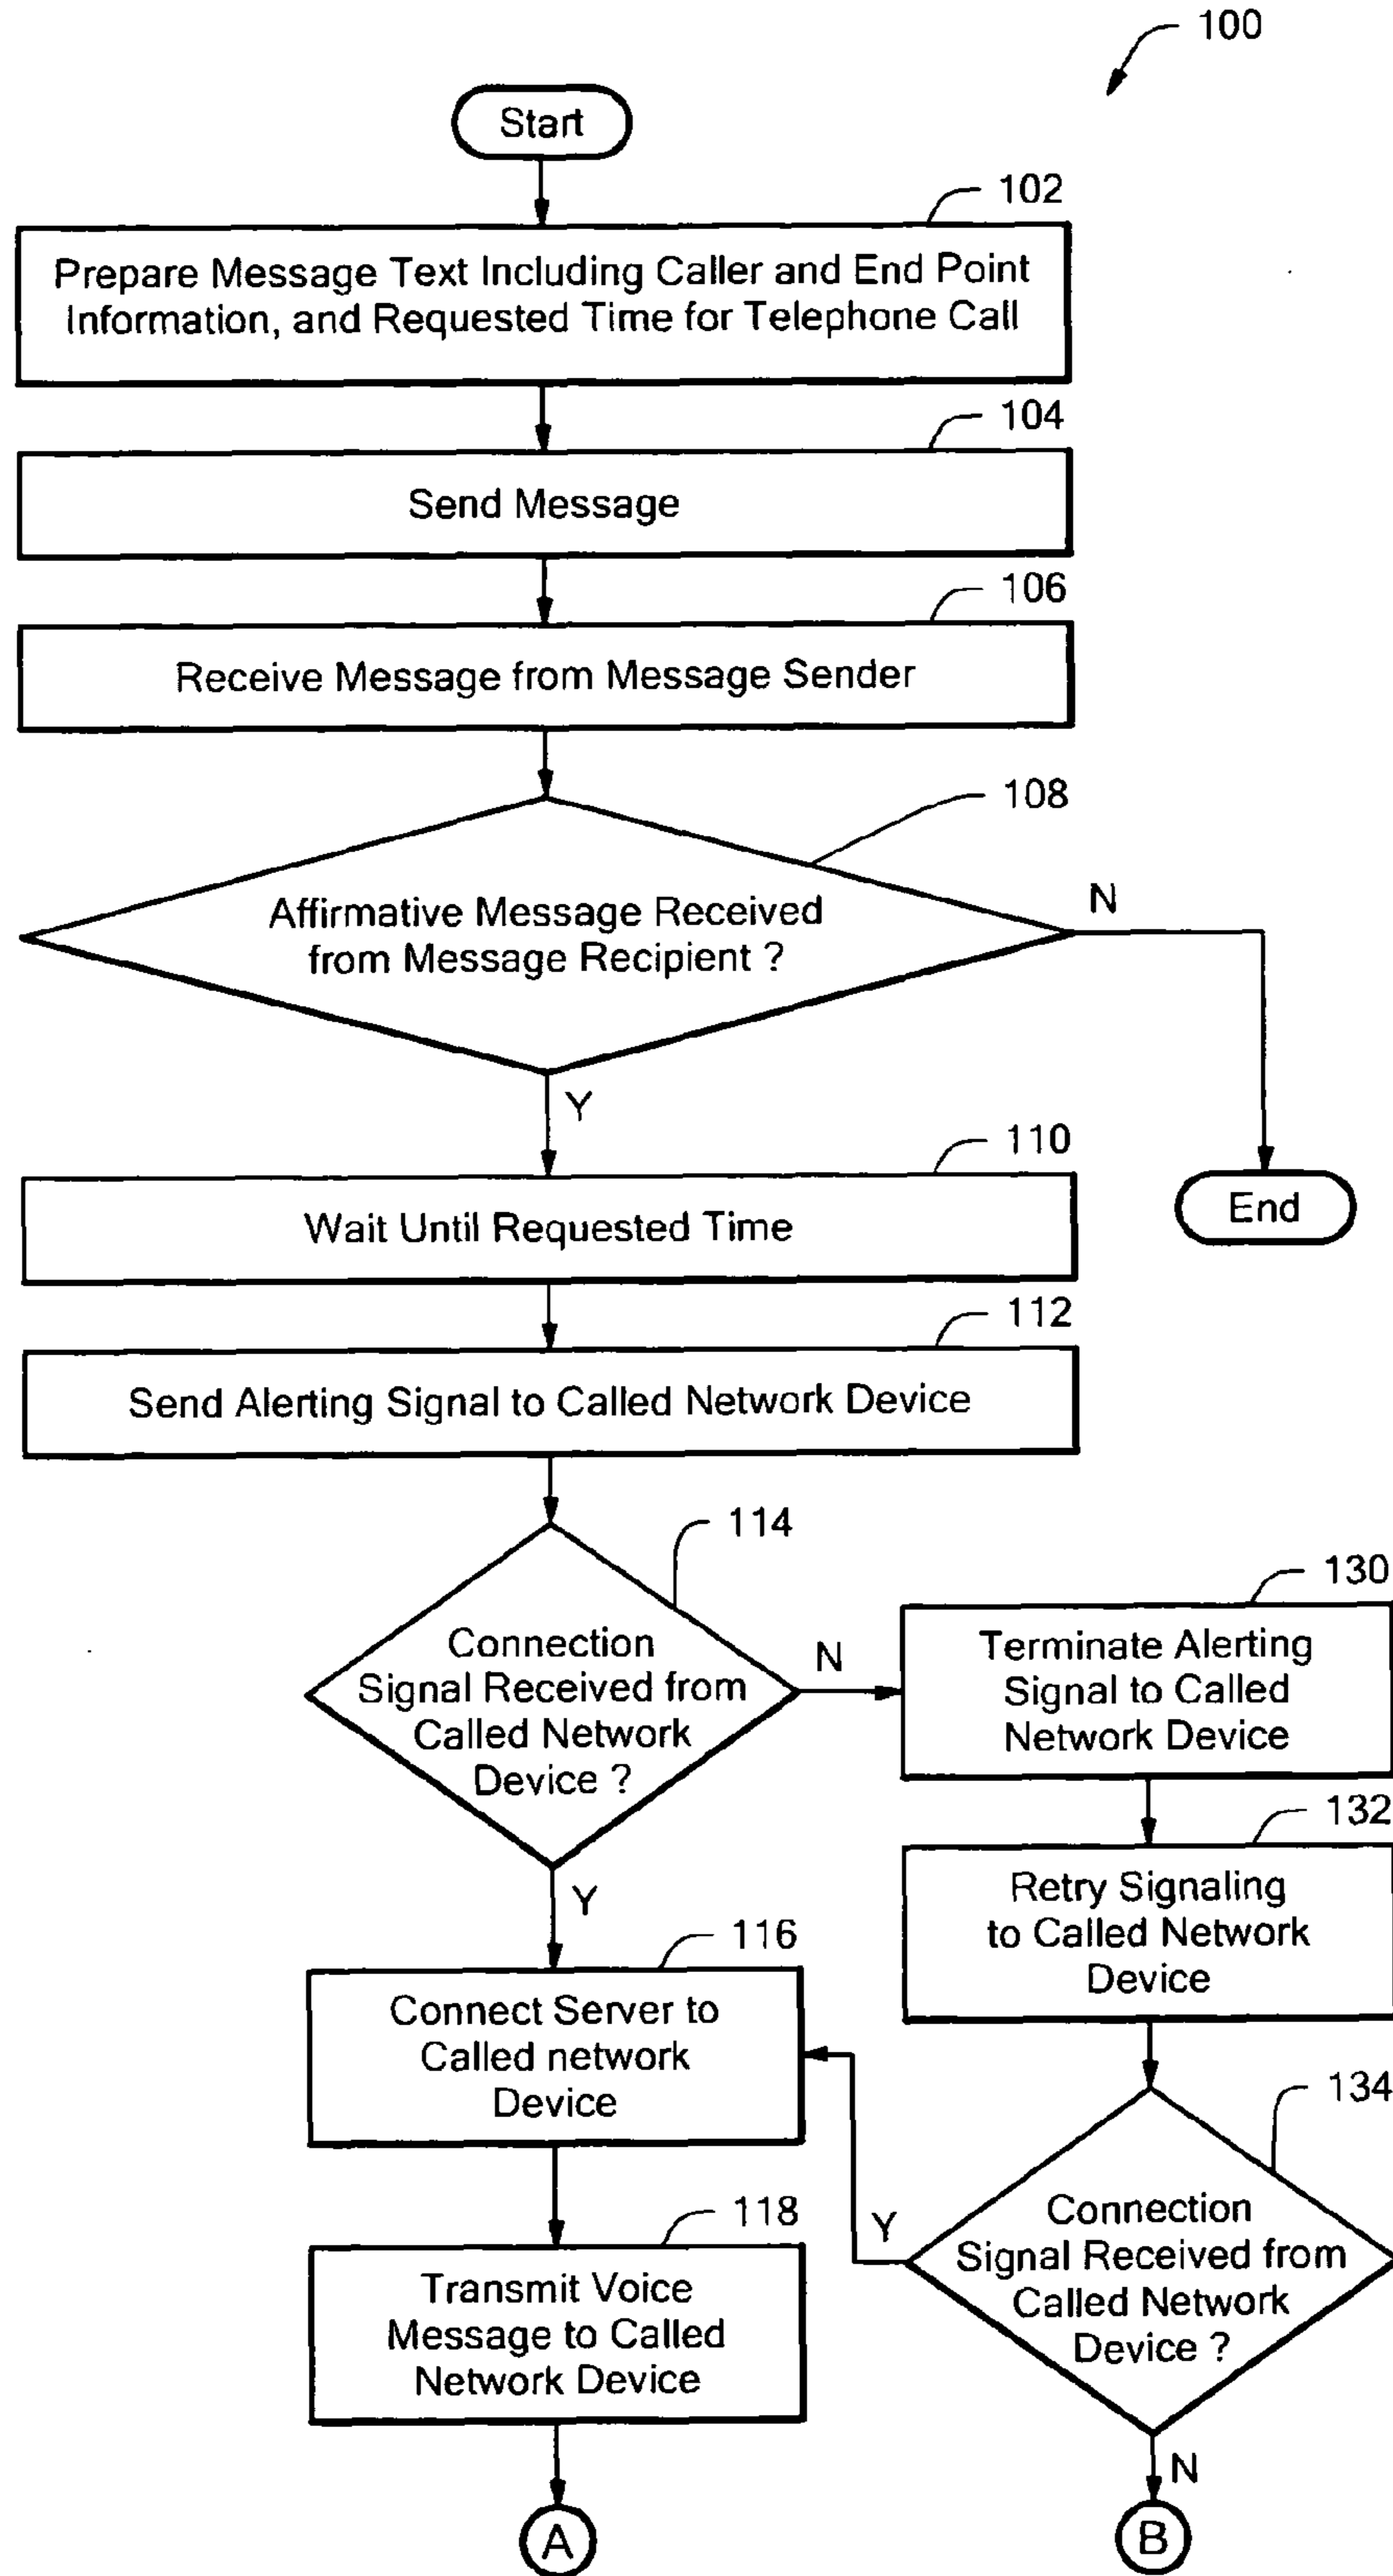 100
Start
102
Prepare Message Text Including Caller and End Point
Information, and Requested Time for Telephone Call
104
Send Message
106
Receive Message from Message Sender
108
Affirmative Message Received
from Message Recipient ?
N
Y
End
110
Wait Until Requested Time
112
Send Alerting Signal to Called Network Device
114
Connection
Signal Received from
Called Network
Device ?
N
Y
130
Terminate Alerting
Signal to Called
Network Device
132
Retry Signaling
to Called Network
Device
116
Connect Server to
Called network
Device
134
Connection
Signal Received from
Called Network
Device ?
Y
N
118
Transmit Voice
Message to Called
Network Device
A
B